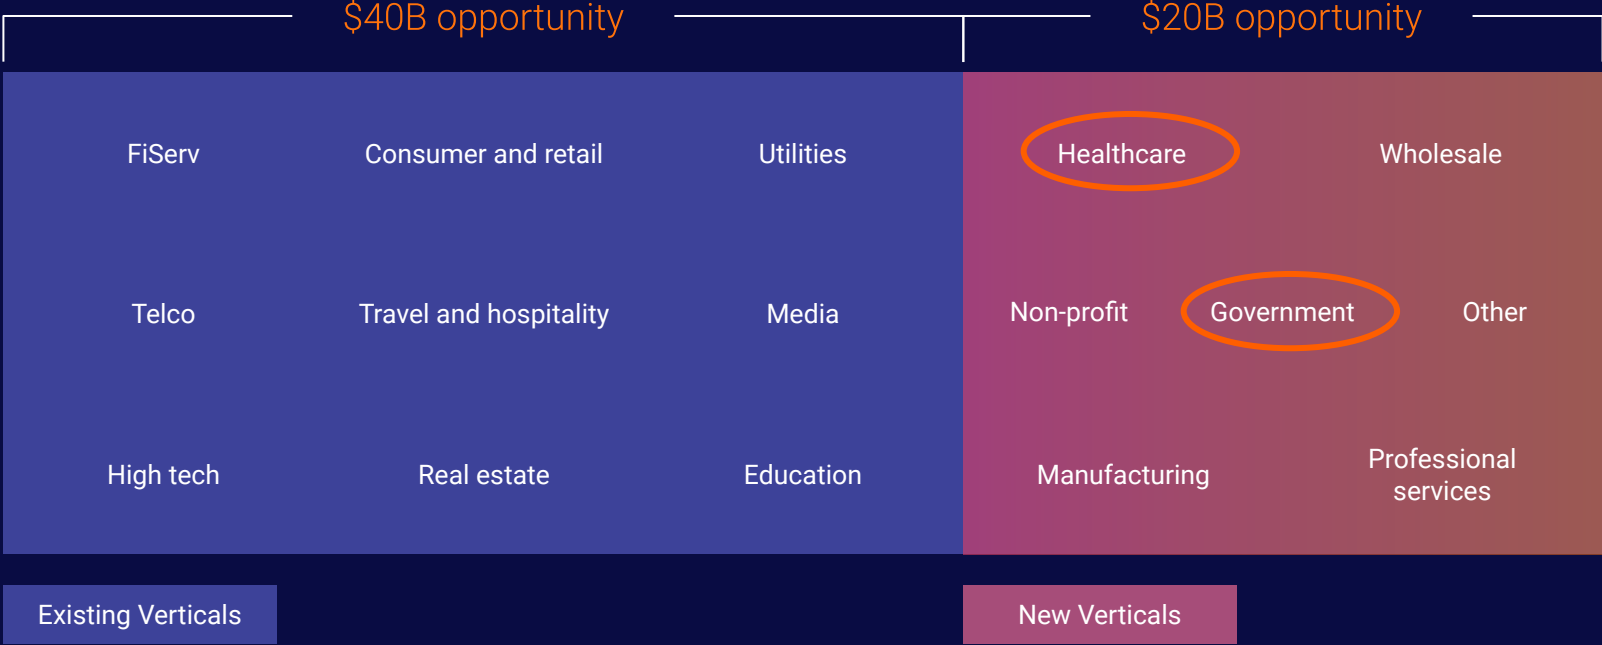 $40B opportunity
$20B opportunity
FiServ
Consumer and retail
Utilities
Healthcare
Wholesale
Telco
Travel and hospitality
Media
Non-profit
Government
Other
High tech
Real estate
Education
Manufacturing
Professional
services
Existing Verticals
New Verticals